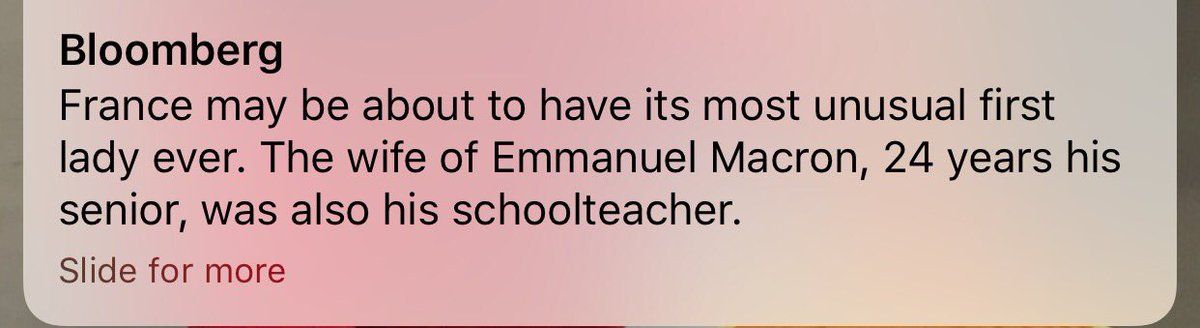 Bloomberg
France may be about to have its most unusual first
lady ever. The wife of Emmanuel Macron, 24 years his
senior, was also his schoolteacher.
Slide for more